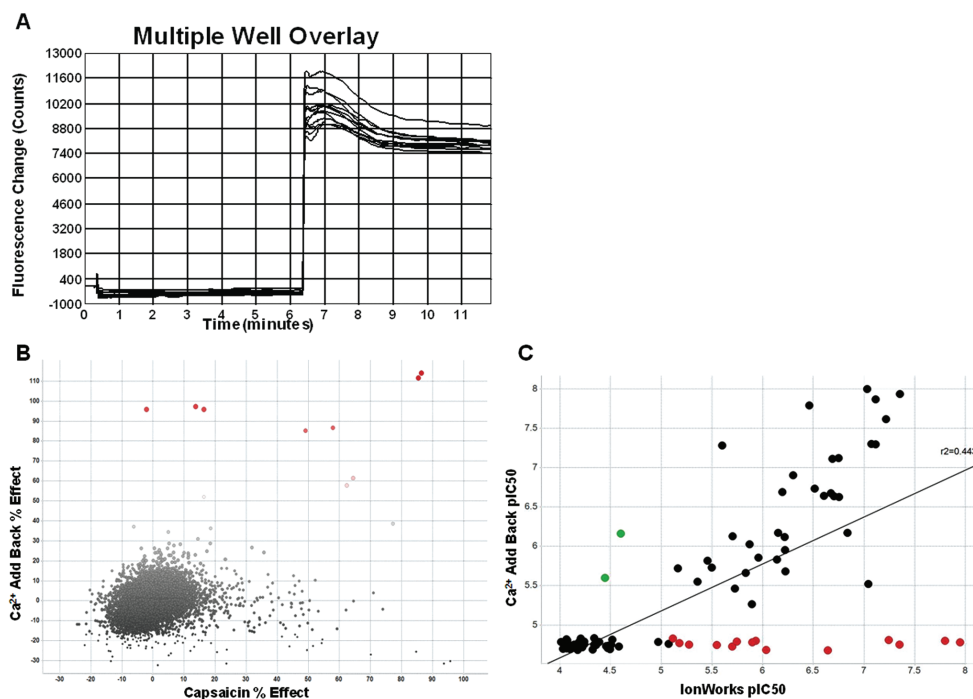 A
Multiple Well Overlay
Fluorescence Change (Counts)
13000
11600
10200
8800
7400
6000
4600
3200
1800
400
-1000
0 1 2 3 4 5 6 7 8 9 10 11
Time (minutes)
B
Ca²⁺ Add Back % Effect
110
100
90
80
70
60
50
40
30
20
10
0
-10
-20
-30
-20 -10 0 10 20 30 40 50 60 70 80 90 100
Capsaicin % Effect
C
Ca²⁺ Add Back pIC50
8
7.5
7
6.5
6
5.5
5
r2=0.443
4 4.5 5 5.5 6 6.5 7 7.5 8
IonWorks pIC50